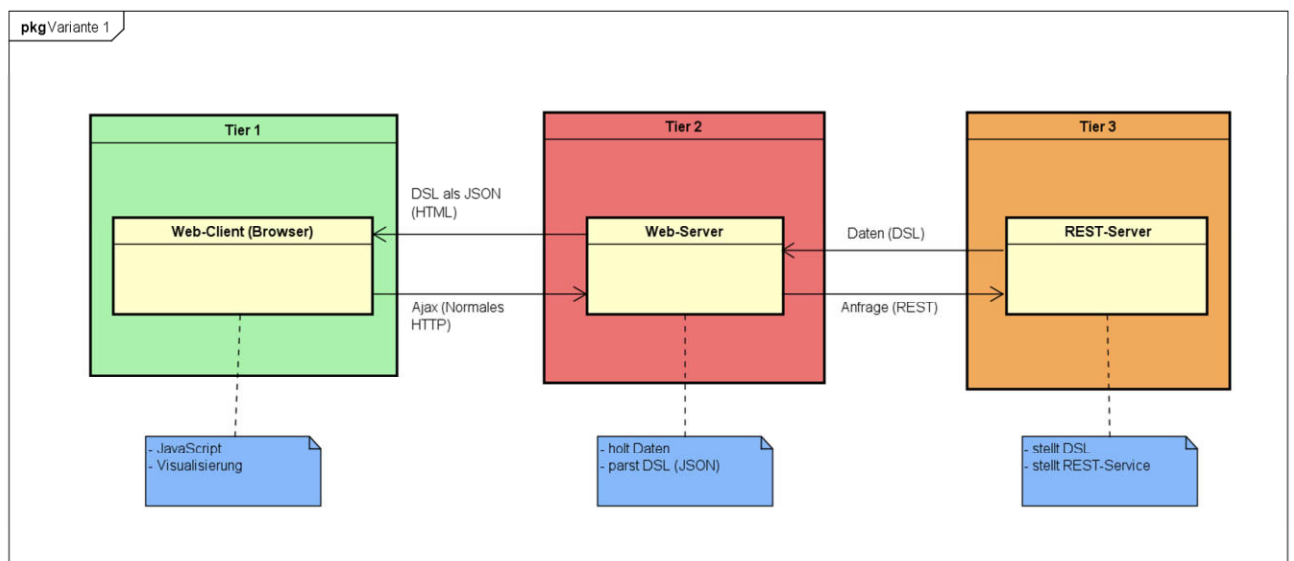 pkg Variante 1
Tier 1
Tier 2
Tier 3
DSL als JSON
(HTML)
Web-Client (Browser)
Web-Server
Daten (DSL)
REST-Server
Ajax (Normales
HTTP)
Anfrage (REST)
- JavaScript
- Visualisierung
- holt Daten
- parst DSL (JSON)
- stellt DSL
- stellt REST-Service